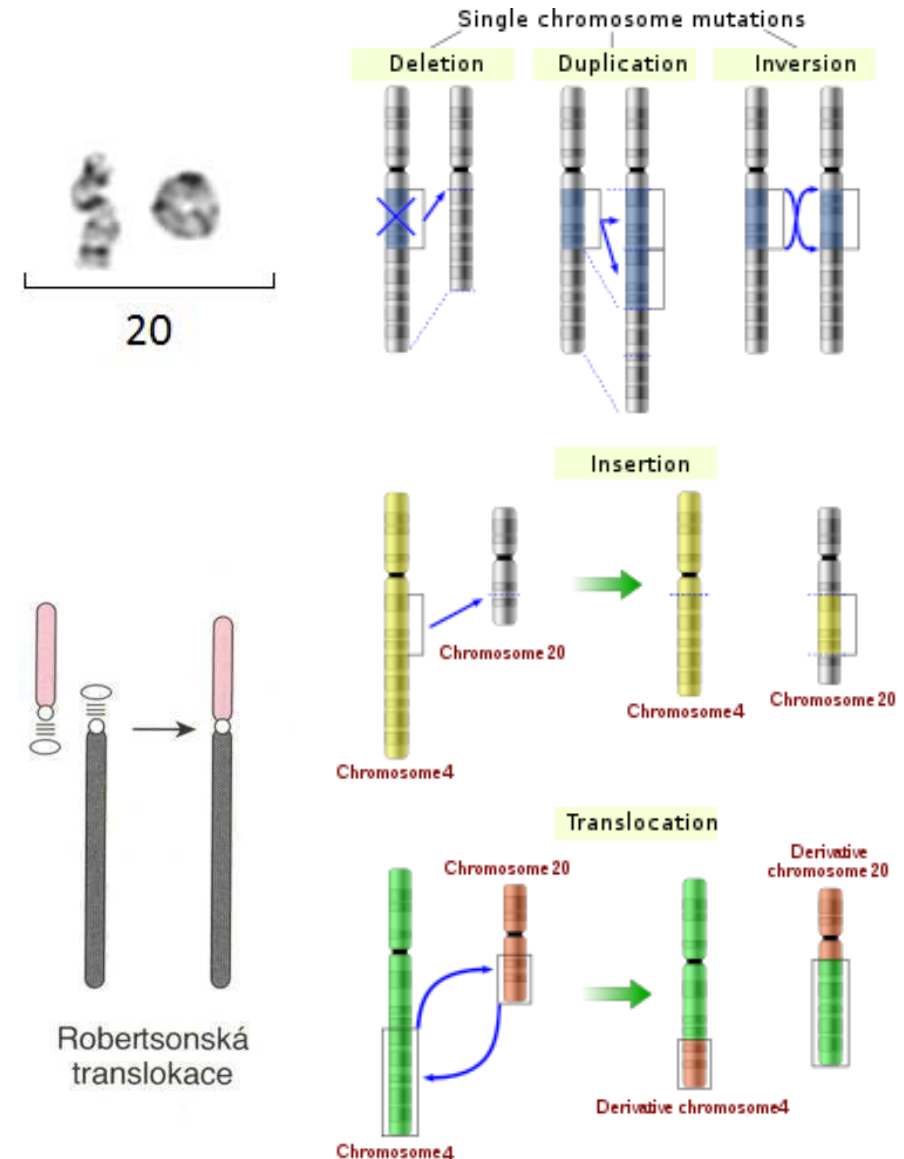 Single chromosome mutations
Deletion
Duplication
Inversion
20
Insertion
Chromosome 20
Chromosome 4
Chromosome 4
Chromosome 20
Robertsonská
translokace
Translocation
Chromosome 20
Chromosome 4
Derivative
chromosome 20
Derivative chromosome 4